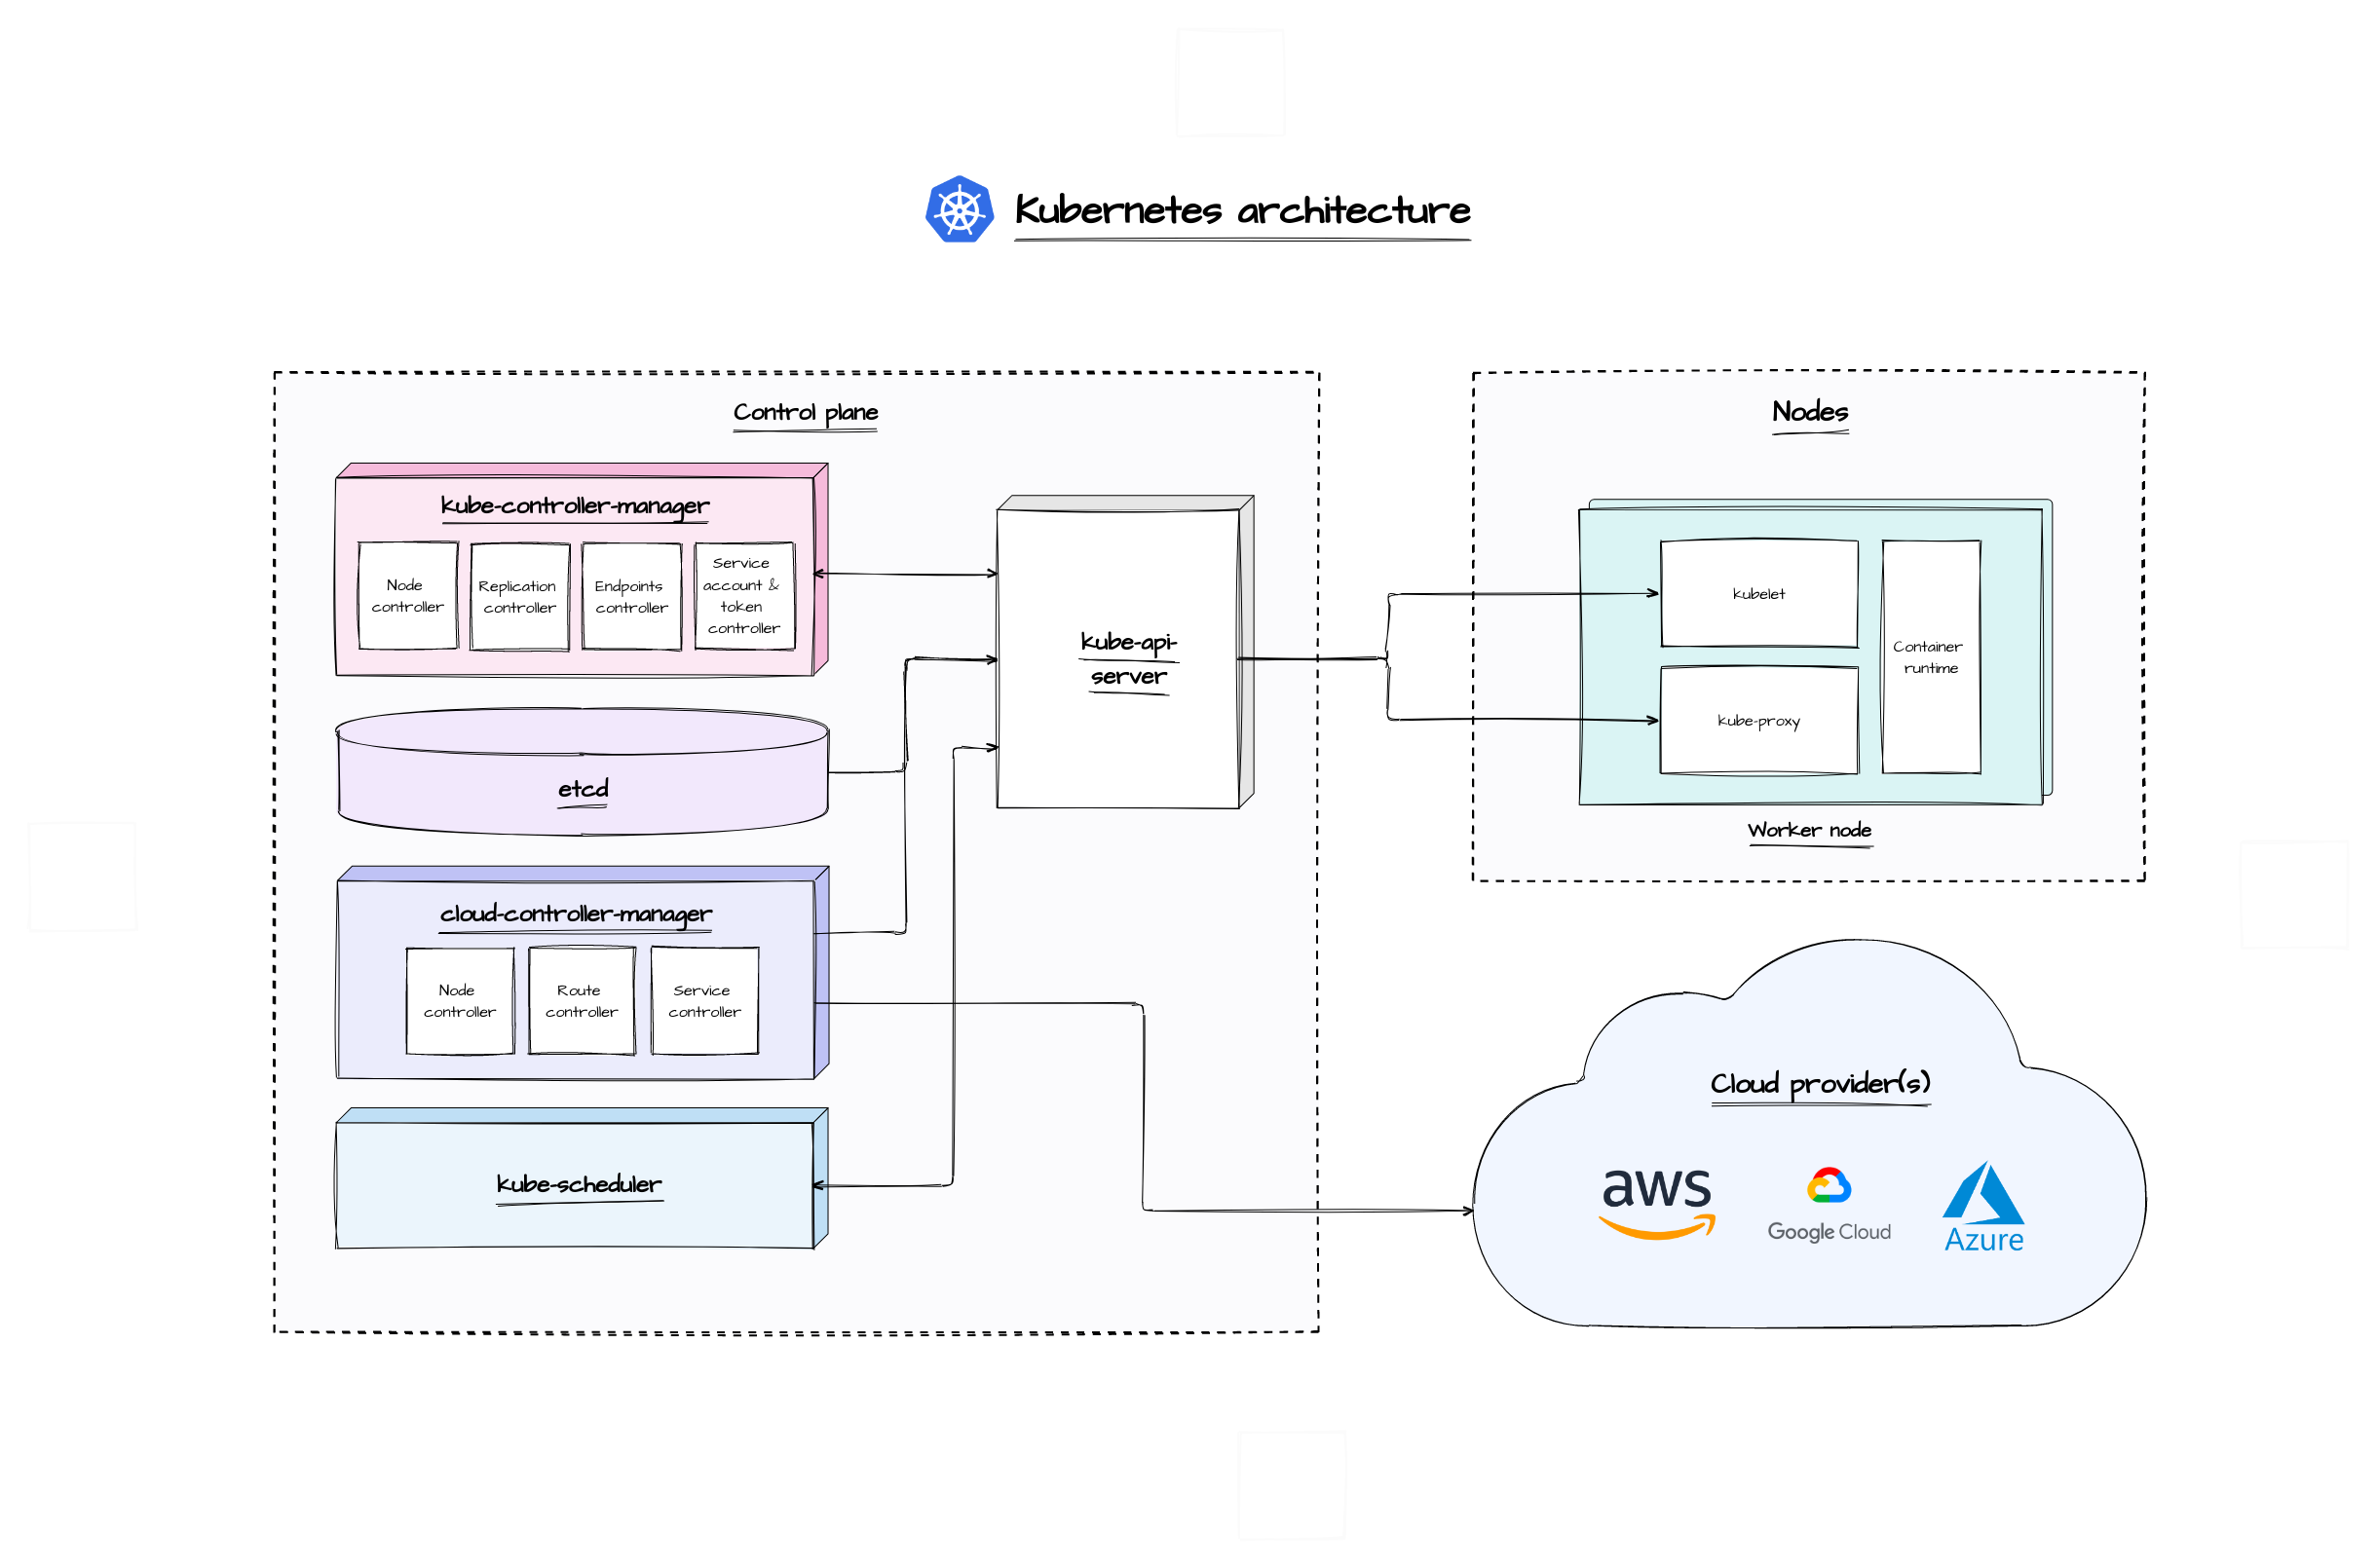 Kubernetes architecture
Control plane
kube-controller-manager
Node
controller
Replication
controller
Endpoints
controller
Service
account &
token
controller
etcd
cloud-controller-manager
Node
controller
Route
controller
Service
controller
kube-scheduler
kube-api-
server
Nodes
kubelet
kube-proxy
Container
runtime
Worker node
Cloud provider(s)
aws
Google Cloud
Azure